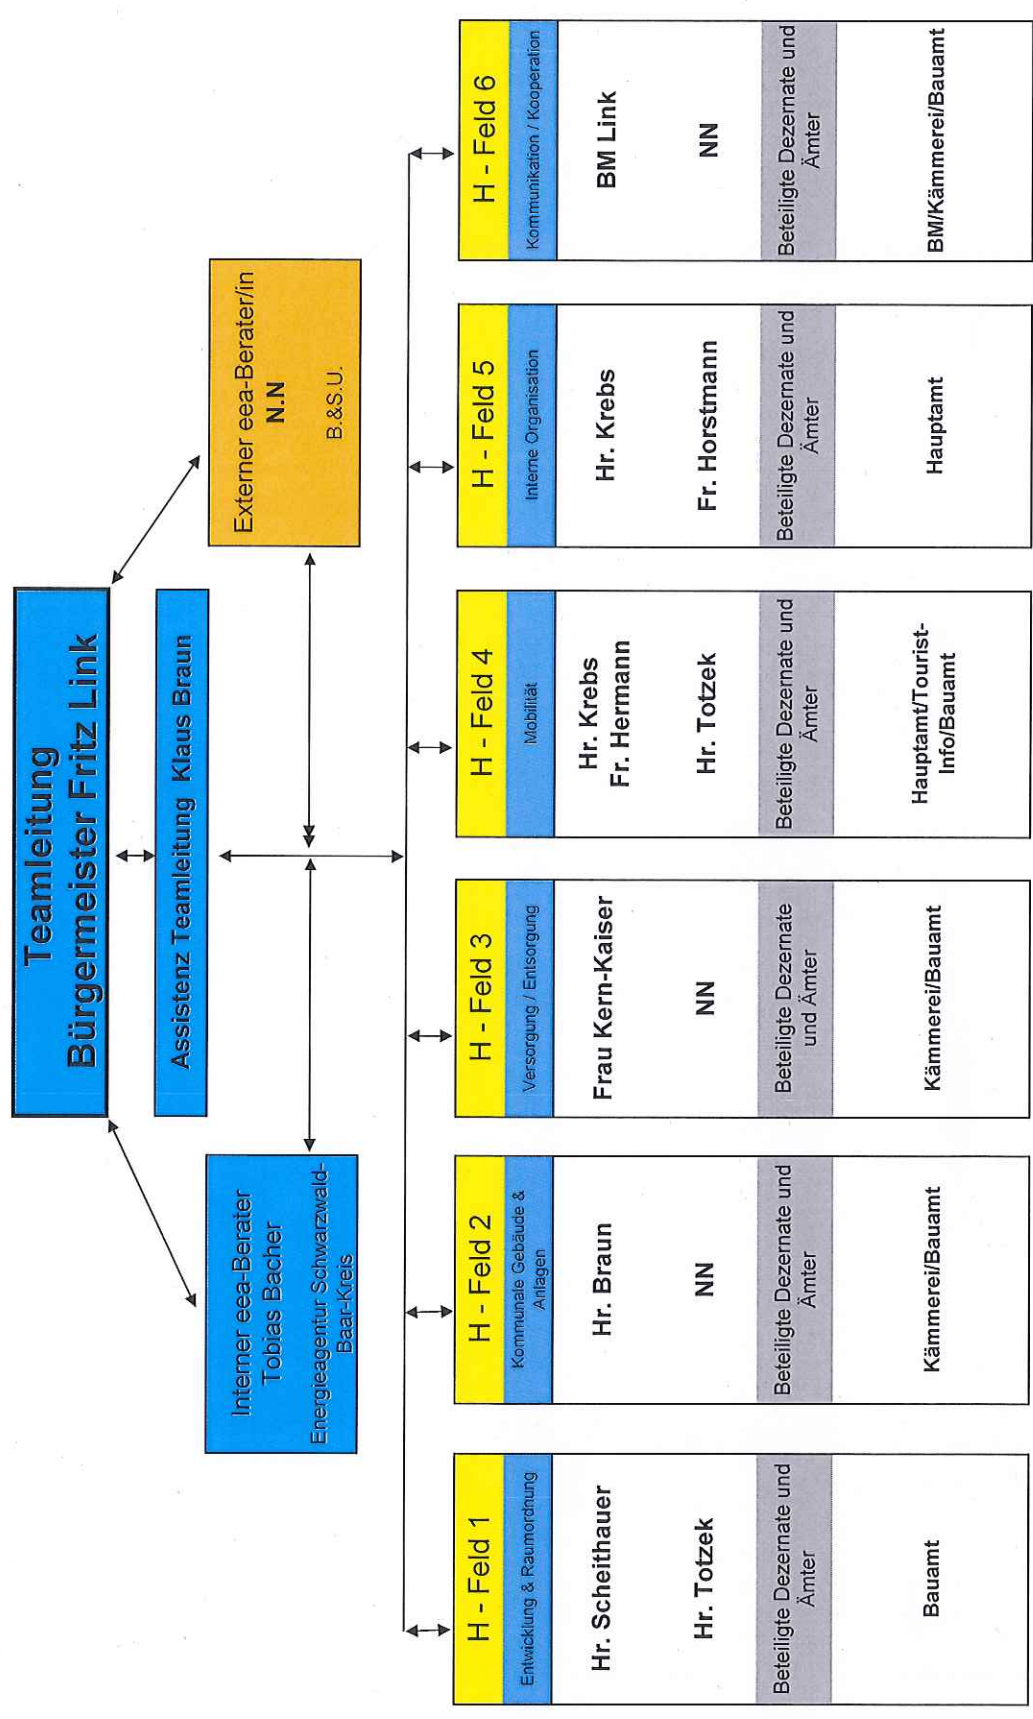 Teamleitung
Bürgermeister Fritz Link
Assistenz Teamleitung Klaus Braun
Interner eea-Berater
Tobias Bacher
Energieagentur Schwarzwald-
Baar-Kreis
Externer eea-Berater/in
N.N
B.&S.U.
H - Feld 1
Entwicklung & Raumordnung
Hr. Scheithauer
Hr. Totzek
Beteiligte Dezernate und
Ämter
Bauamt
H - Feld 2
Kommunale Gebäude &
Anlagen
Hr. Braun
NN
Beteiligte Dezernate und
Ämter
Kämmerei/Bauamt
H - Feld 3
Versorgung / Entsorgung
Frau Kern-Kaiser
NN
Beteiligte Dezernate
und Ämter
Kämmerei/Bauamt
H - Feld 4
Mobilität
Hr. Krebs
Fr. Hermann
Hr. Totzek
Beteiligte Dezernate und
Ämter
Hauptamt/Tourist-
Info/Bauamt
H - Feld 5
Interne Organisation
Hr. Krebs
Fr. Horstmann
Beteiligte Dezernate und
Ämter
Hauptamt
H - Feld 6
Kommunikation / Kooperation
BM Link
NN
Beteiligte Dezernate und
Ämter
BM/Kämmerei/Bauamt